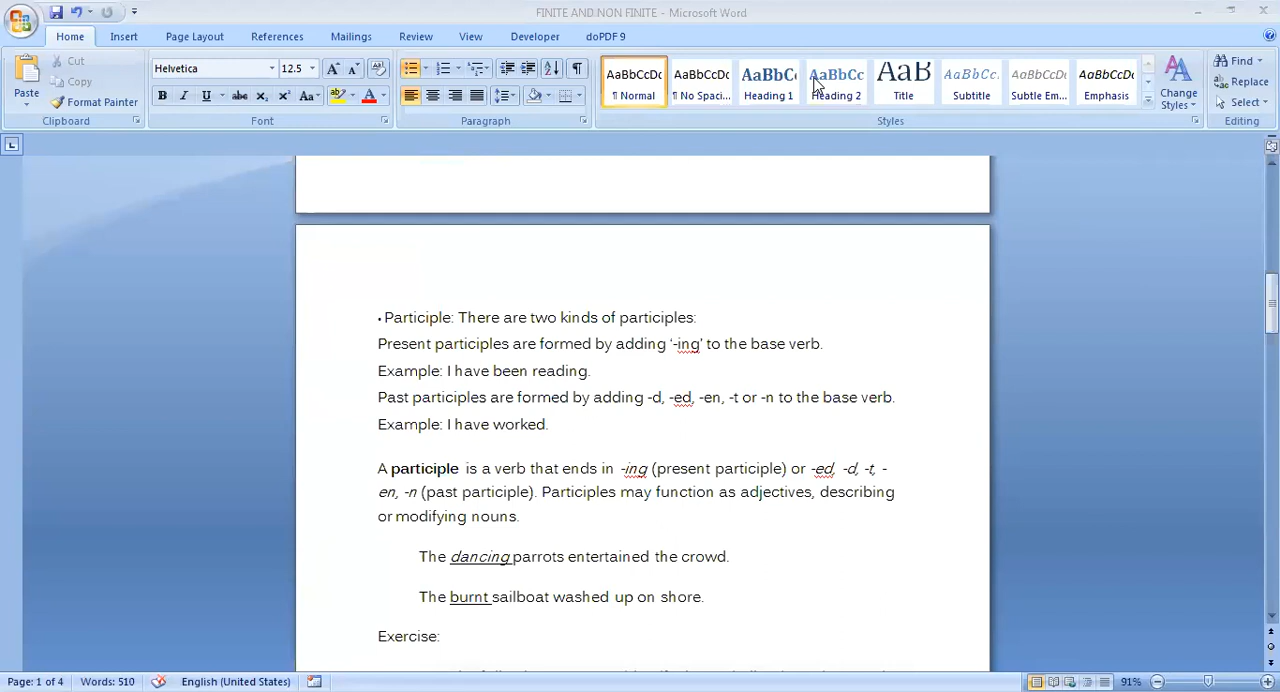 FINITE AND NON FINITE - Microsoft Word
Home Insert Page Layout References Mailings Review View Developer doPDF 9
Paste
Cut
Copy
Format Painter
Clipboard
Helvetica 12.5
Font
Paragraph
AaBbCcDc AaBbCcDc AaBbC( AaBbCc AaB AaBbCc. AaBbCcDc AaBbCcDc
¶ Normal ¶ No Spaci... Heading 1 Heading 2 Title Subtitle Subtle Em... Emphasis
Change
Styles
Styles
Find
Replace
Select
Editing
• Participle: There are two kinds of participles:
Present participles are formed by adding ‘-ing’ to the base verb.
Example: I have been reading.
Past participles are formed by adding -d, -ed, -en, -t or -n to the base verb.
Example: I have worked.
A participle is a verb that ends in -ing (present participle) or -ed, -d, -t, -
en, -n (past participle). Participles may function as adjectives, describing
or modifying nouns.
The dancing parrots entertained the crowd.
The burnt sailboat washed up on shore.
Exercise:
Page: 1 of 4 Words: 510 English (United States) 91%